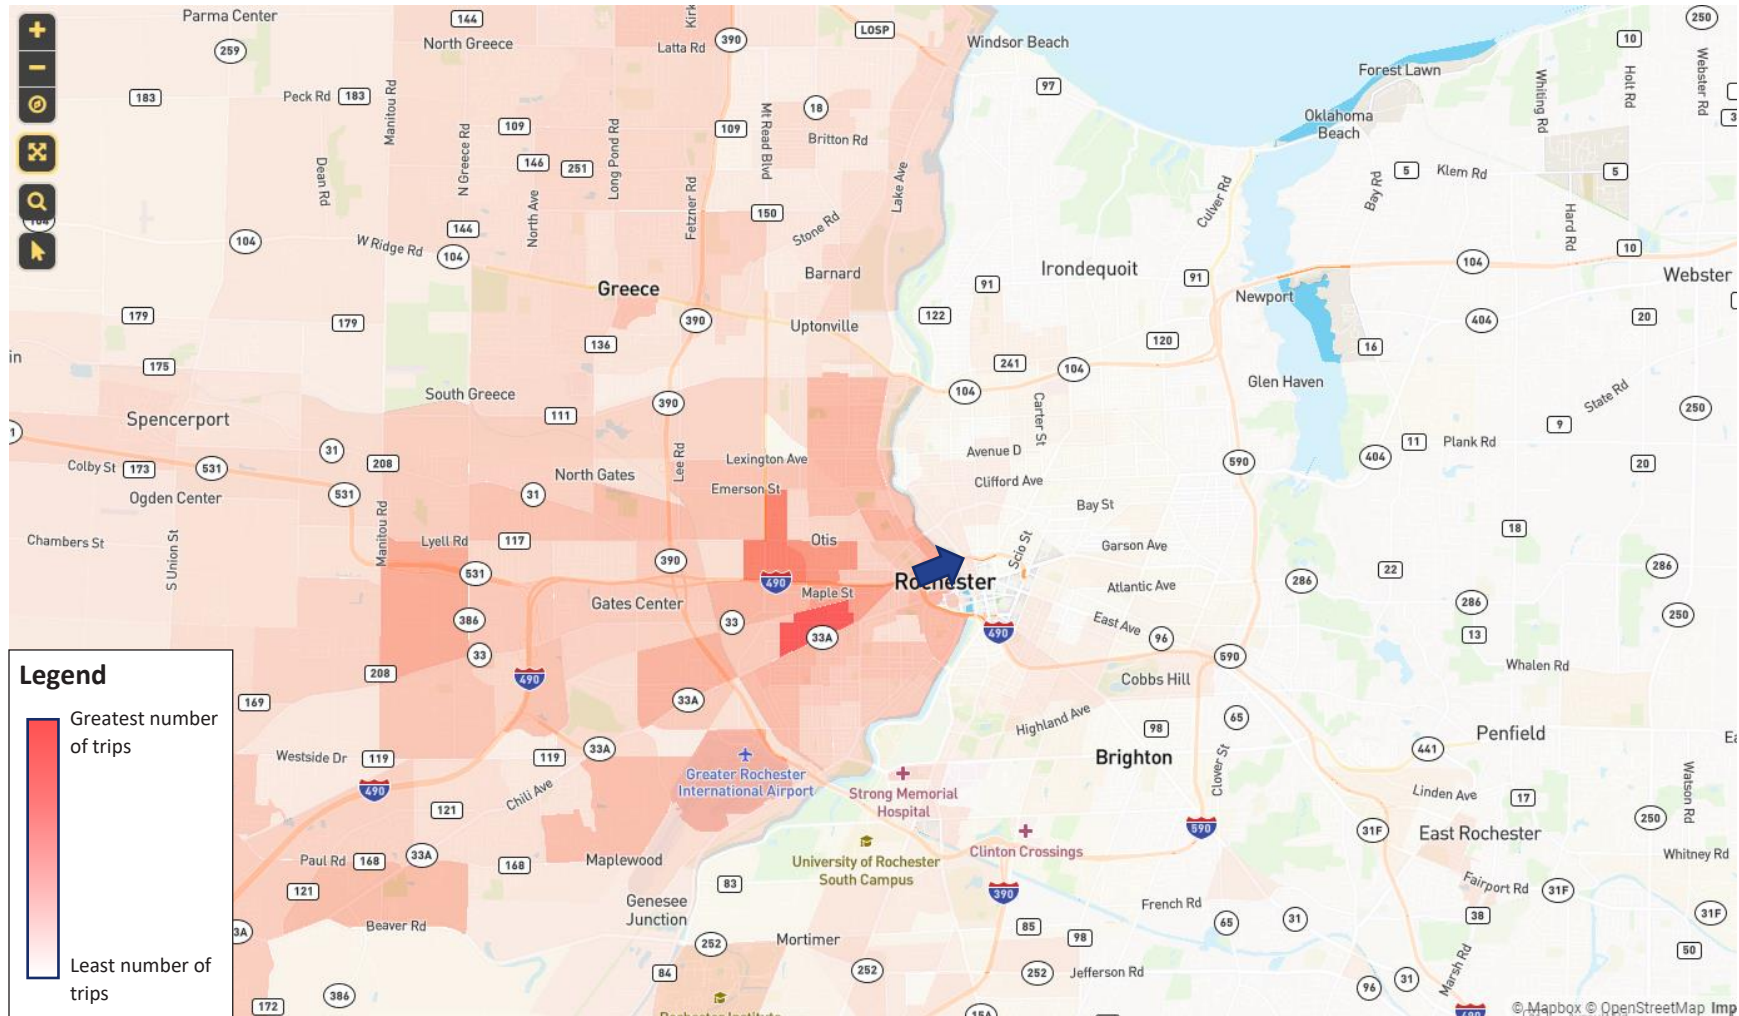 Parma Center
144
North Greece
Kirk
Latta Rd
390
LOSP
Windsor Beach
250
259
10
Forest Lawn
Holt Rd
Webster Rd
Whiting Rd
183
Peck Rd
183
Manitou Rd
97
18
Mt Read Blvd
109
109
Britton Rd
Oklahoma
Beach
3
N Greece Rd
Long Pond Rd
146
251
Dean Rd
Lake Ave
5
Klem Rd
5
Bay Rd
Culver Rd
Hard Rd
North Ave
Fetzner Rd
150
Stone Rd
104
144
W Ridge Rd
104
104
10
104
Barnard
Irondequoit
91
91
Webster
Greece
Newport
179
179
390
Uptonville
122
404
20
136
120
16
in
175
241
104
104
Glen Haven
South Greece
390
State Rd
250
Spencerport
111
Carter St
9
1
31
Lee Rd
Avenue D
11
Plank Rd
Colby St
173
531
208
Lexington Ave
590
404
20
North Gates
Ogden Center
531
31
Emerson St
Clifford Ave
Bay St
Manitou Rd
18
Chambers St
S Union St
Lyell Rd
117
Otis
Scio St
Garson Ave
390
22
286
531
490
Rochester
Atlantic Ave
286
Gates Center
Maple St
286
250
386
33
33A
East Ave
96
490
13
33
590
Legend
Whalen Rd
208
490
Cobbs Hill
169
33A
Greatest number
of trips
Highland Ave
98
65
Penfield
441
Westside Dr
119
119
33A
Brighton
Greater Rochester
International Airport
Clover St
Watson Rd
490
Chili Ave
Strong Memorial
Hospital
Linden Ave
17
121
590
31F
250
East Rochester
Paul Rd
168
33A
168
Maplewood
University of Rochester
South Campus
Clinton Crossings
Whitney Rd
121
83
390
Fairport Rd
31F
Genesee
Junction
French Rd
31F
Beaver Rd
85
65
31
38
3A
252
Mortimer
98
50
Least number of
trips
84
252
252
Jefferson Rd
Marsh Rd
31
96
386
172
15A
490
© Mapbox © OpenStreetMap Imp